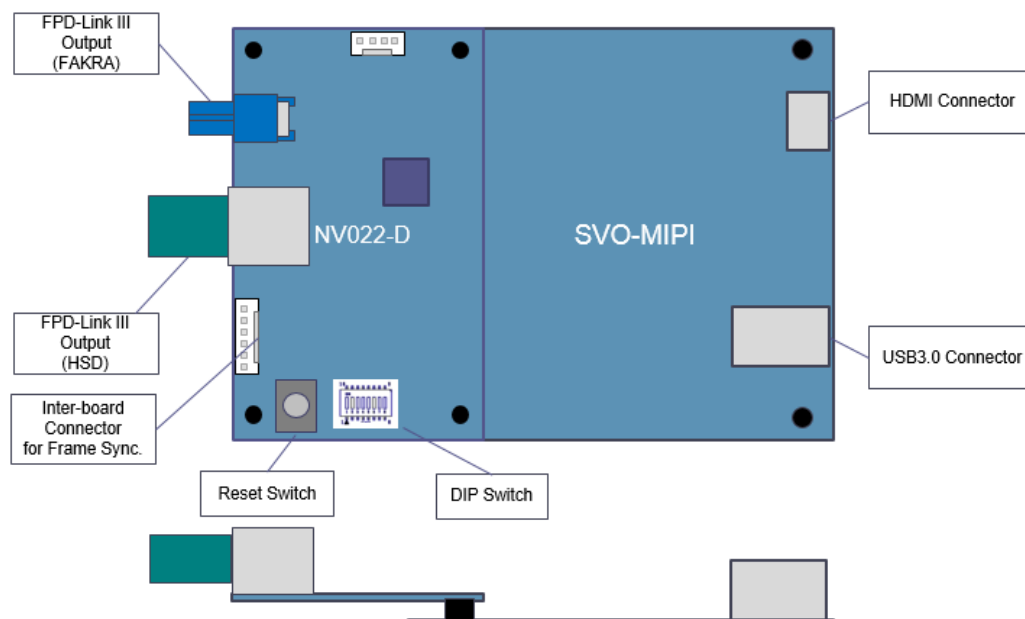 FPD-Link III
Output
(FAKRA)
HDMI Connector
NV022-D
SVO-MIPI
FPD-Link III
Output
(HSD)
USB3.0 Connector
Inter-board
Connector
for Frame Sync.
Reset Switch
DIP Switch